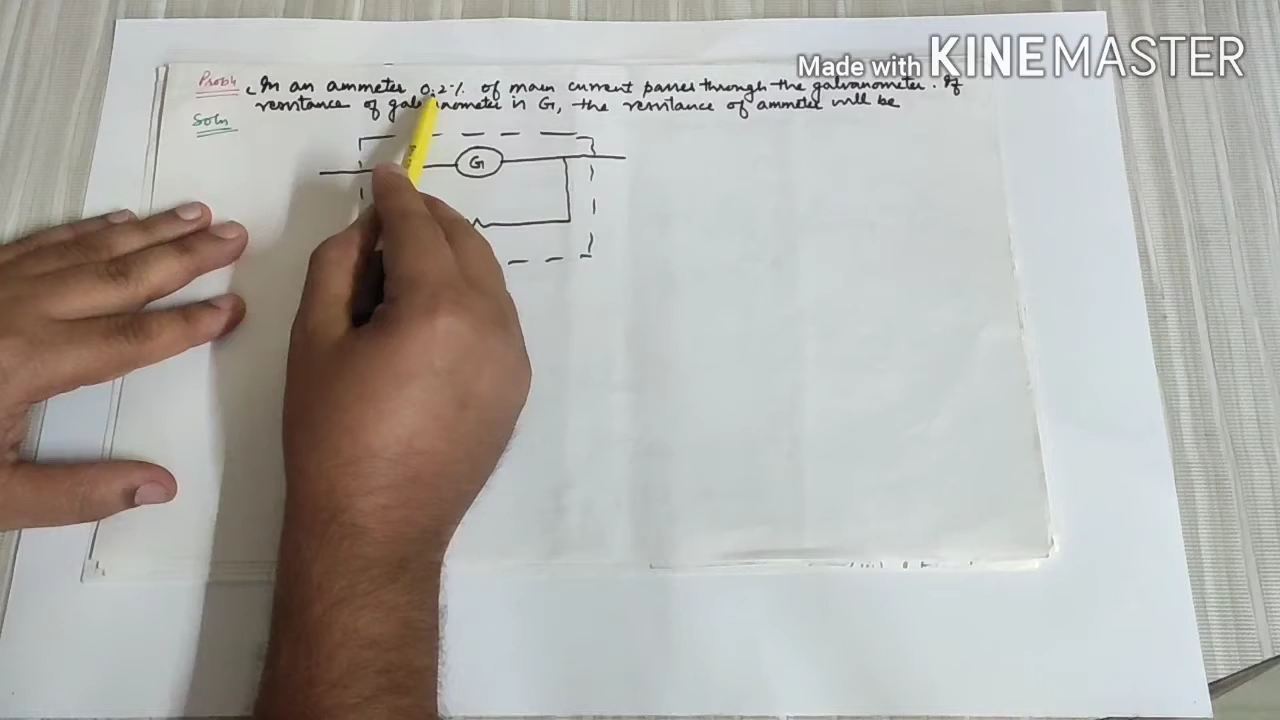 Made with KINEMASTER
Prob 4 In an ammeter 0.2% of main current passes through the galvanometer. If
resistance of galvanometer is G, the resistance of ammeter will be
Soln
G